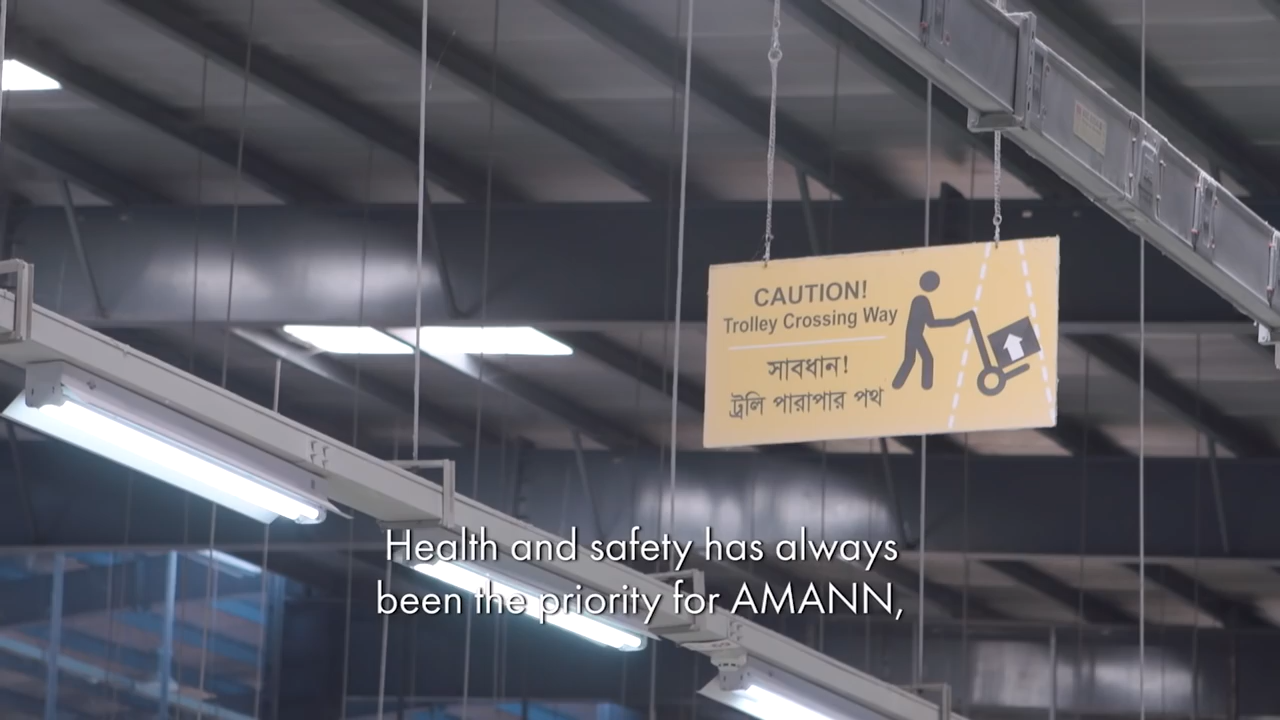 CAUTION!
Trolley Crossing Way
সাবধান!
ট্রলি পারাপার পথ
Health and safety has always
been the priority for AMANN,